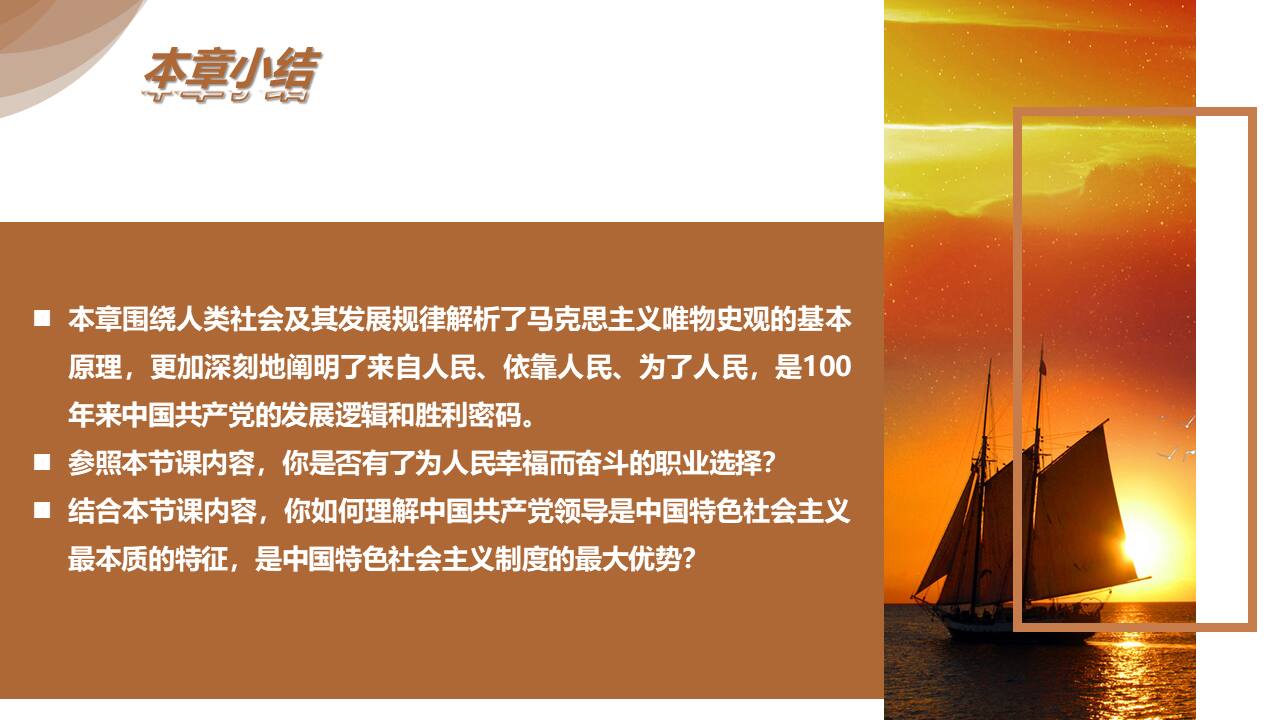 本章小结
■ 本章围绕人类社会及其发展规律解析了马克思主义唯物史观的基本
原理，更加深刻地阐明了来自人民、依靠人民、为了人民，是100
年来中国共产党的发展逻辑和胜利密码。
■ 参照本节课内容，你是否有了为人民幸福而奋斗的职业选择？
■ 结合本节课内容，你如何理解中国共产党领导是中国特色社会主义
最本质的特征，是中国特色社会主义制度的最大优势？